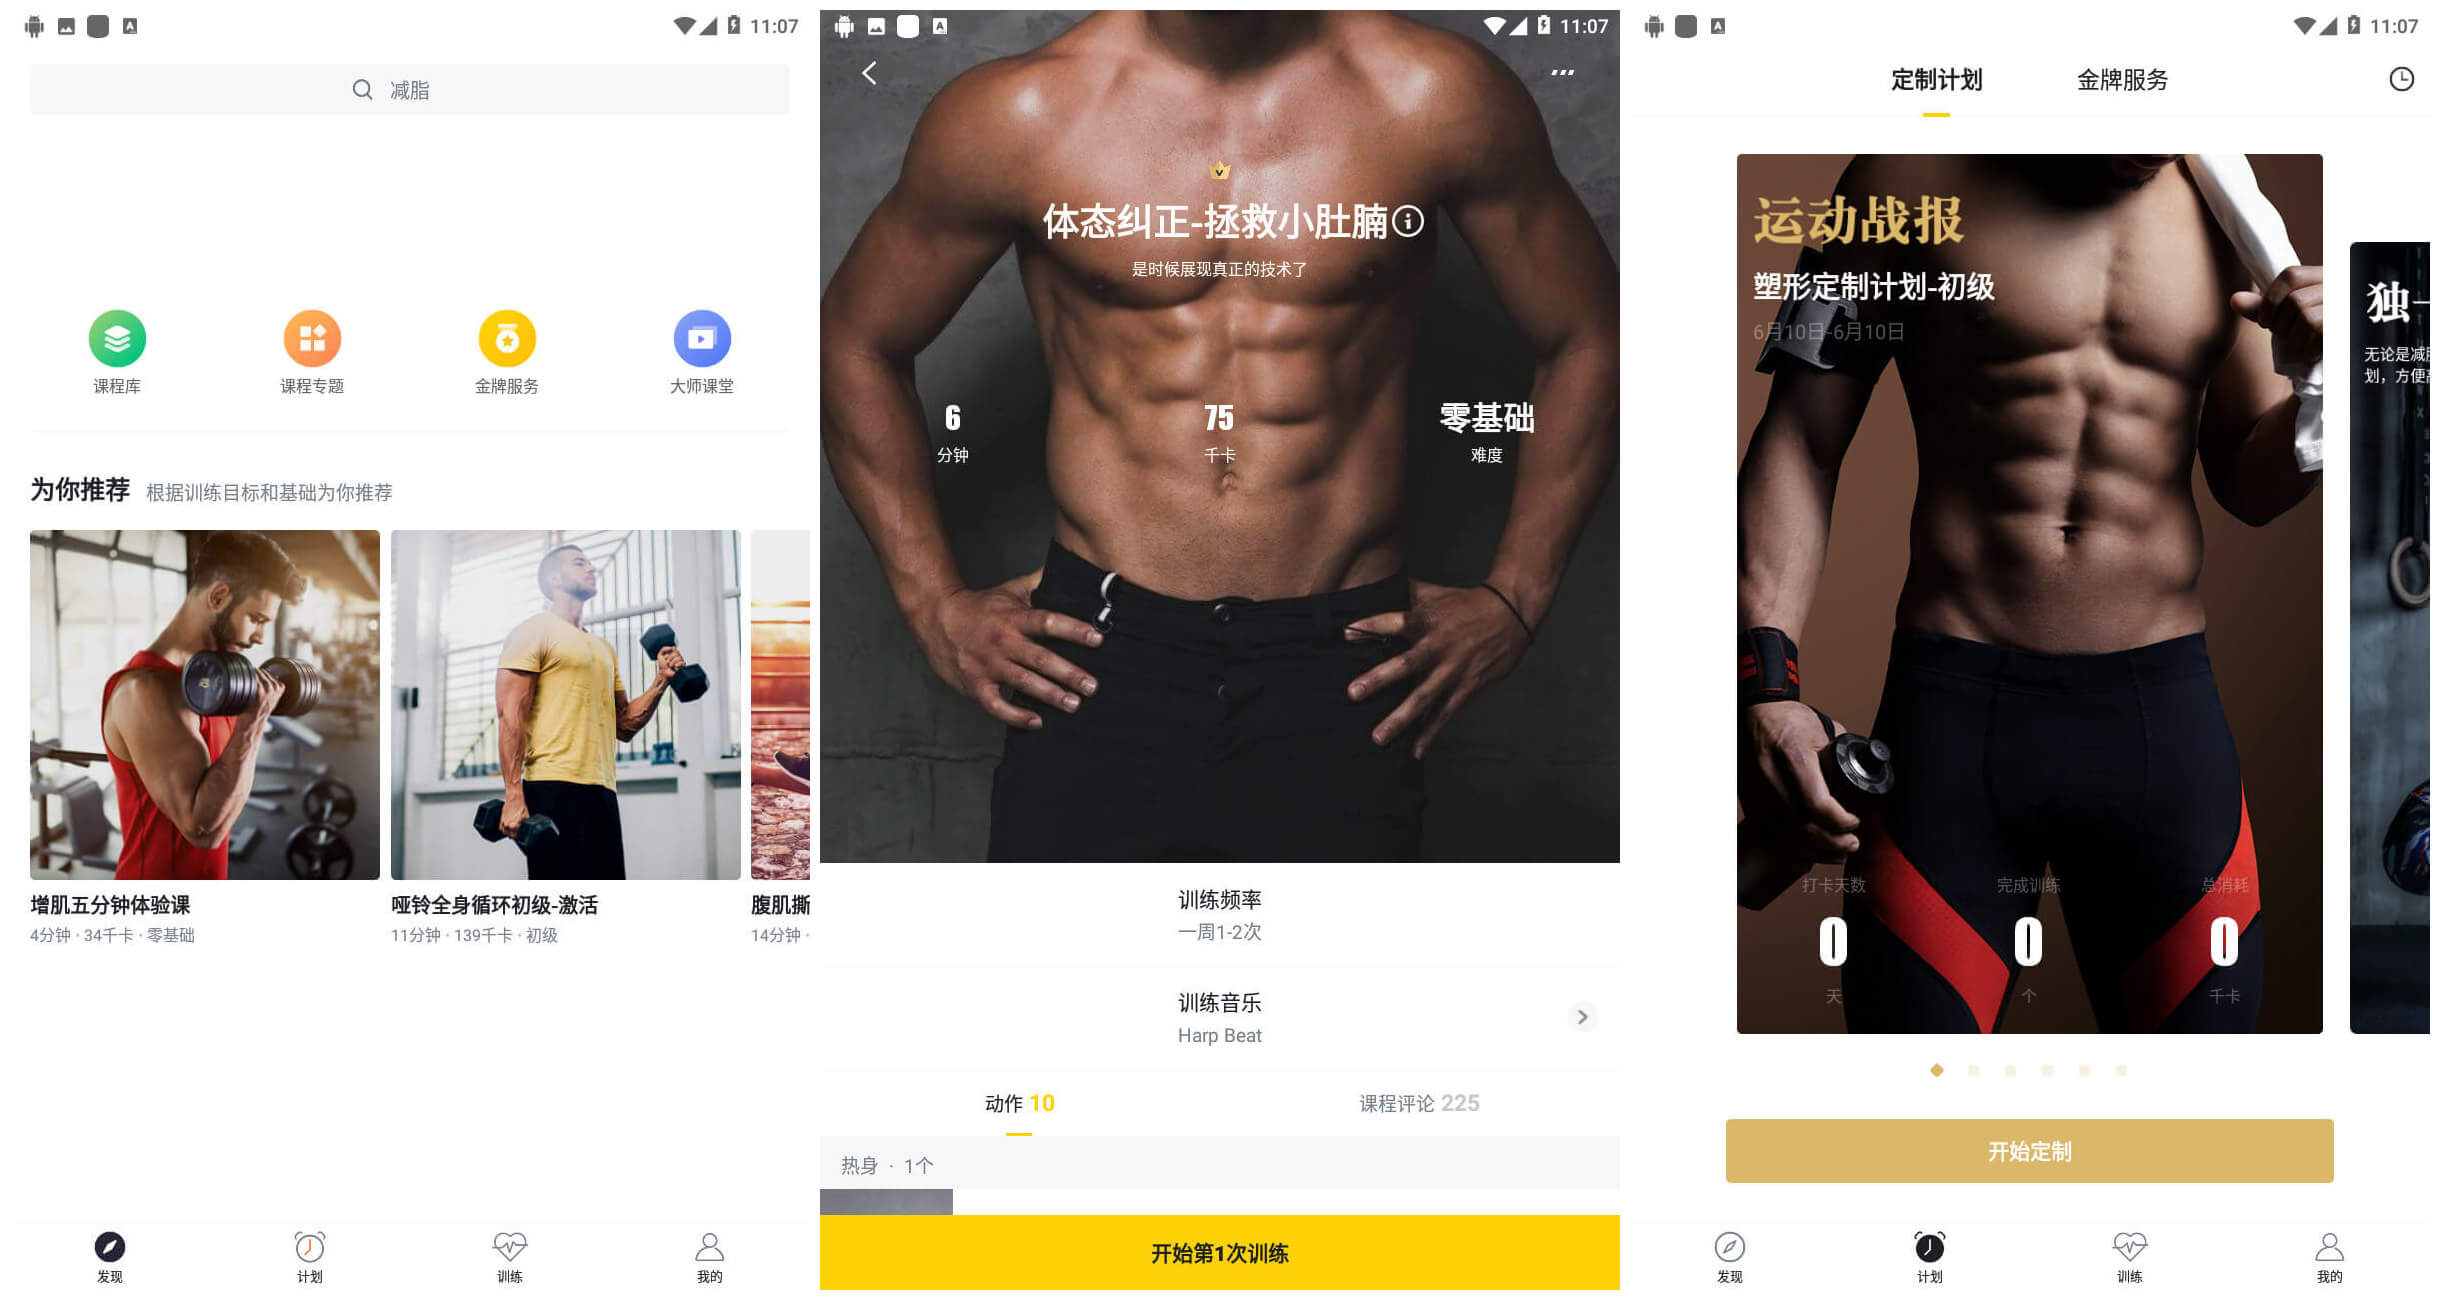 11:07
减脂
课程库
课程专题
金牌服务
大师课堂
为你推荐 根据训练目标和基础为你推荐
增肌五分钟体验课
4分钟 · 34千卡 · 零基础
哑铃全身循环初级-激活
11分钟 · 139千卡 · 初级
腹肌撕
14分钟 ·
发现
计划
训练
我的
11:07
体态纠正-拯救小肚腩
是时候展现真正的技术了
6
分钟
75
千卡
零基础
难度
训练频率
一周1-2次
训练音乐
Harp Beat
动作 10
课程评论 225
热身 · 1个
开始第1次训练
11:07
定制计划
金牌服务
运动战报
塑形定制计划-初级
6月10日-6月10日
打卡天数
0
天
完成训练
0
个
总消耗
0
千卡
独一
无论是减脂
划，方便高
开始定制
发现
计划
训练
我的